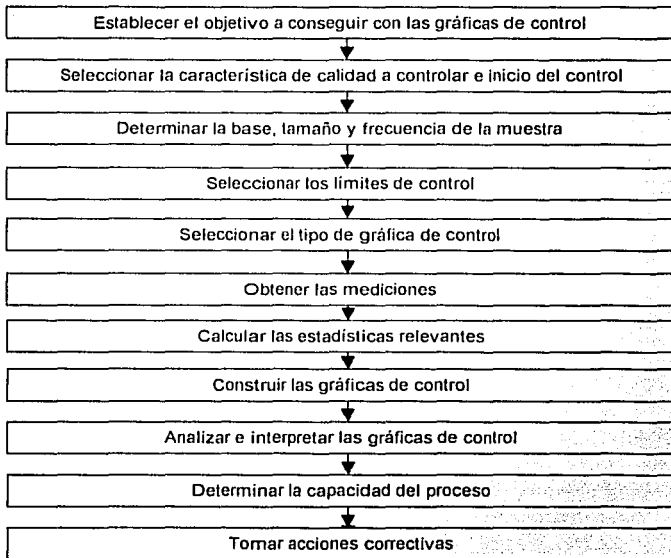 Establecer el objetivo a conseguir con las gráficas de control
Seleccionar la característica de calidad a controlar e inicio del control
Determinar la base, tamaño y frecuencia de la muestra
Seleccionar los límites de control
Seleccionar el tipo de gráfica de control
Obtener las mediciones
Calcular las estadísticas relevantes
Construir las gráficas de control
Analizar e interpretar las gráficas de control
Determinar la capacidad del proceso
Tomar acciones correctivas